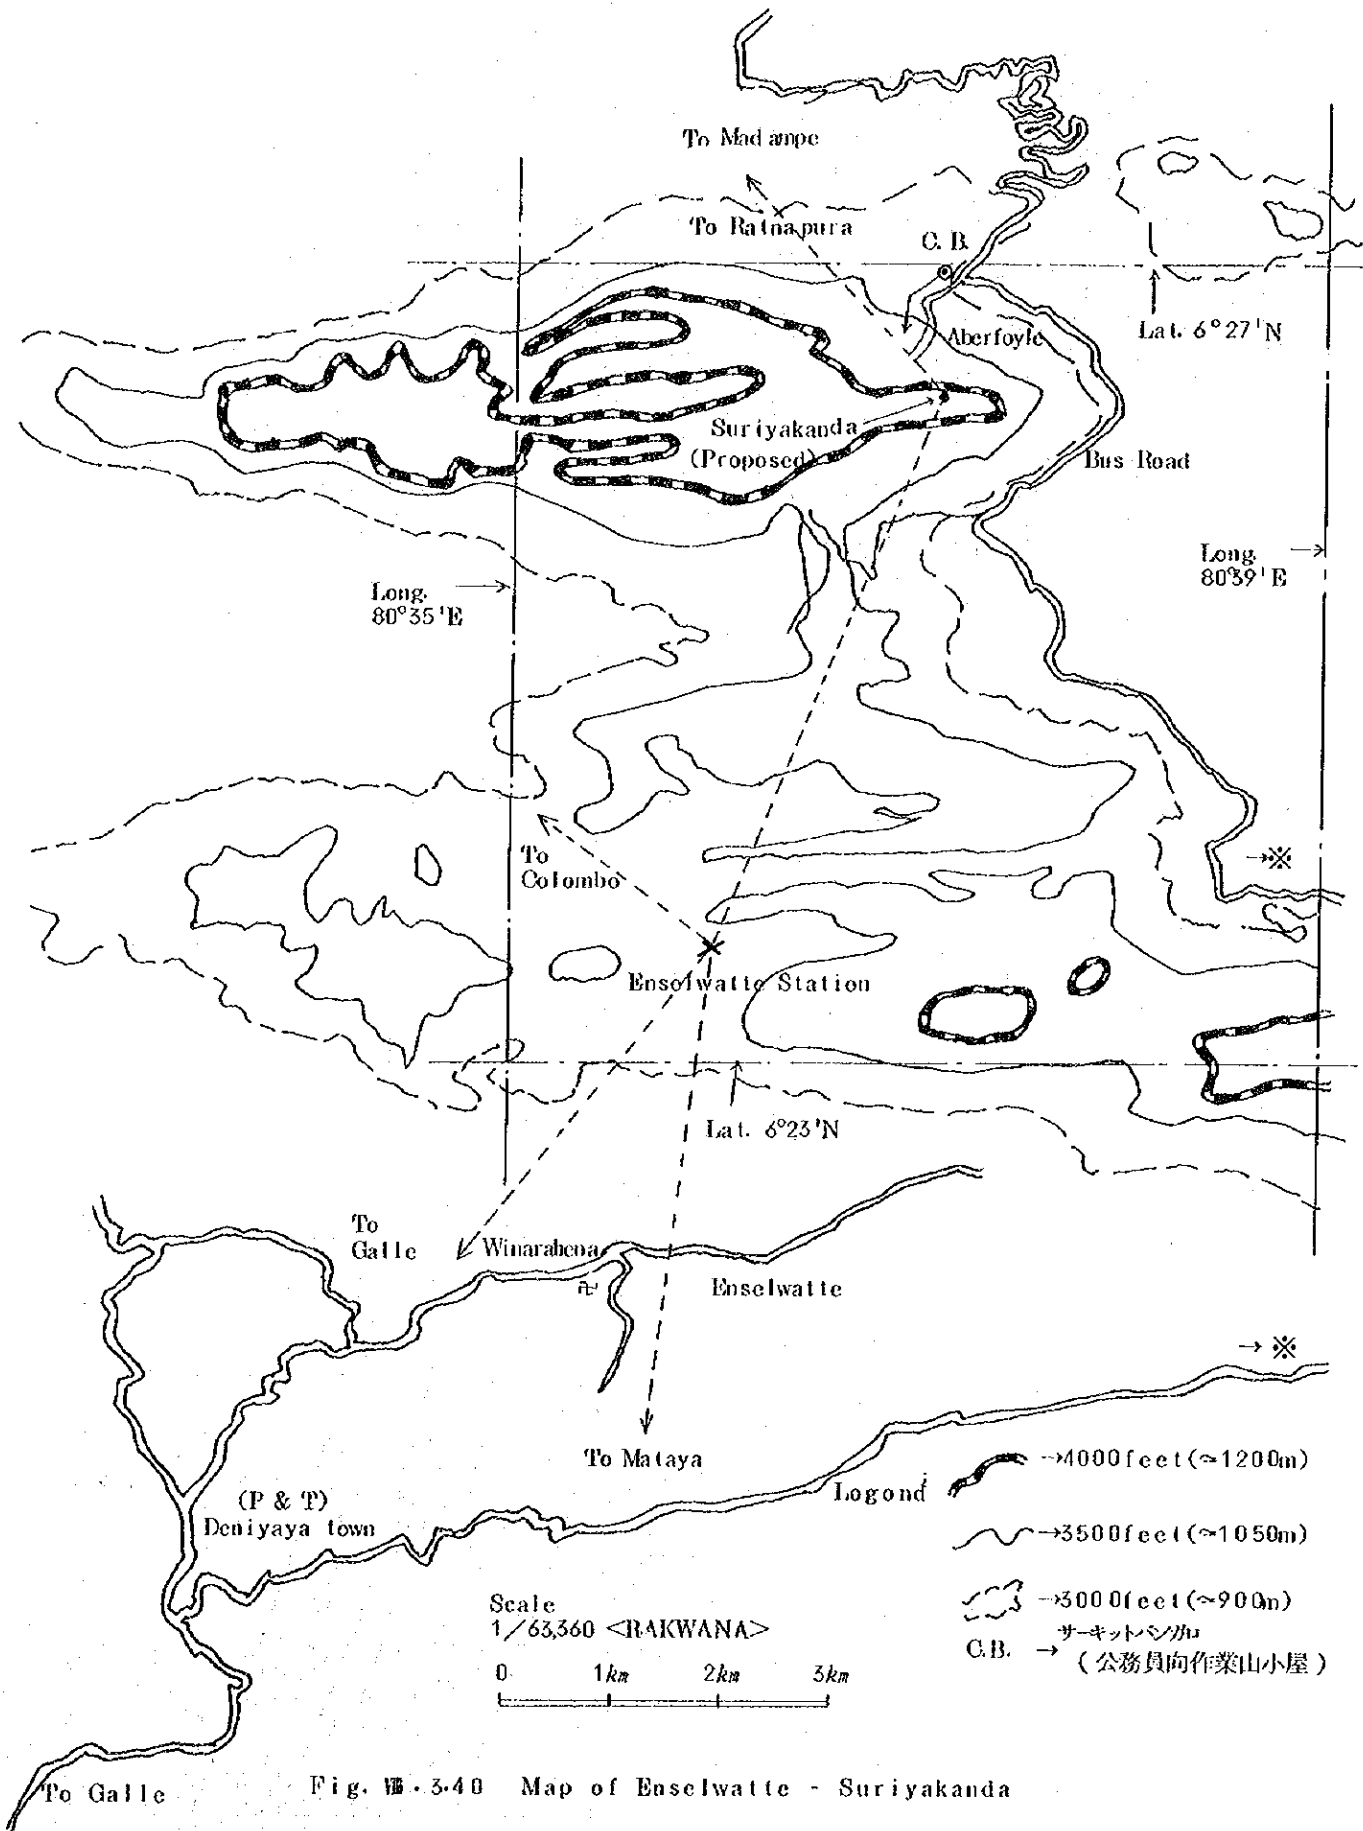 To Madampe
To Ratnapura
C. B.
Aberfoyle
Lat. 6°27'N
Suriyakanda
(Proposed)
Bus Road
Long.
80°39'E
Long.
80°35'E
→※
To
Colombo
Enselwatte Station
Lat. 6°23'N
To
Galle
Winarahena
卍
Enselwatte
→※
To Mataya
Legend
→4000feet(≈1200m)
(P & T)
Deniyaya town
→3500feet(≈1050m)
Scale
1/63,360 <RAKWANA>
→3000feet(≈900m)
C.B. → サーキットバンガロ
(公務員向作業山小屋)
0 1km 2km 3km
To Galle
Fig. Ⅷ.3.40 Map of Enselwatte - Suriyakanda